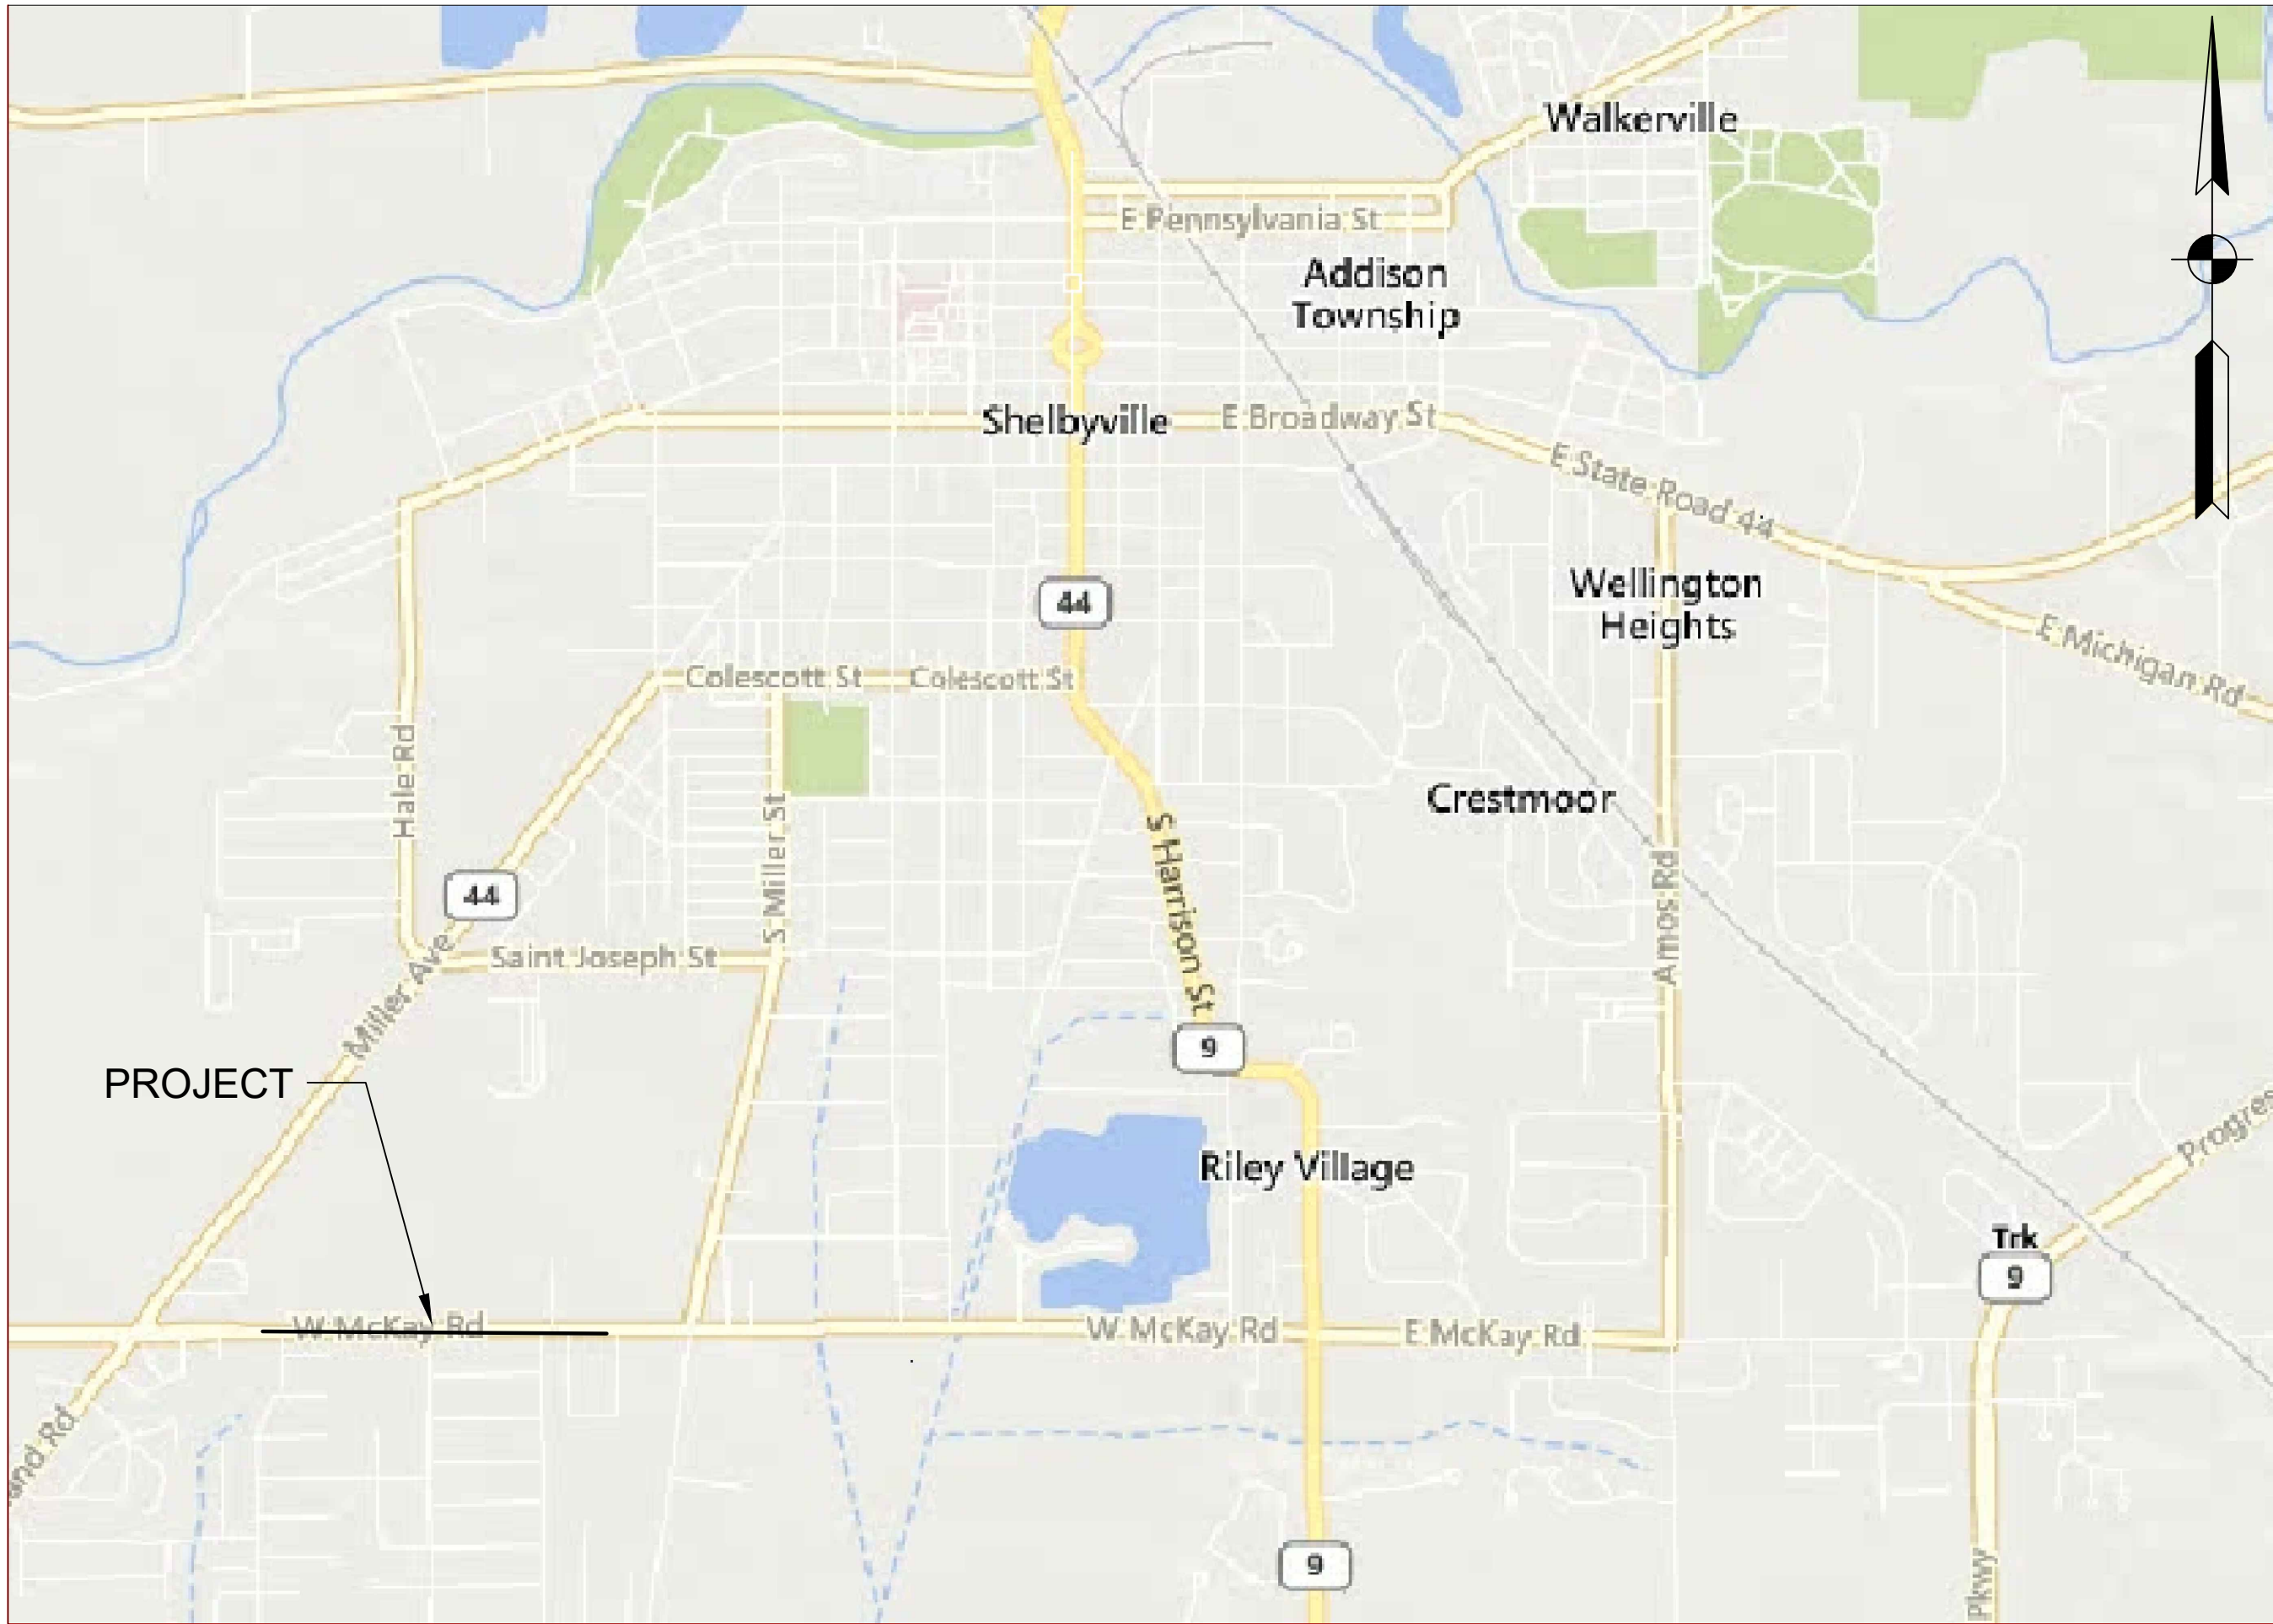 Walkerville
E Pennsylvania St
Addison
Township
Shelbyville
E Broadway St
E State Road 44
44
Wellington
Heights
E Michigan Rd
Colescott St
Colescott St
Hale Rd
S Miller St
Crestmoor
S Harrison St
44
Amos Rd
Miller Ave
Saint Joseph St
9
PROJECT
Progres
Riley Village
Trk
9
W McKay Rd
W McKay Rd
E McKay Rd
and Rd
9
Pkwy